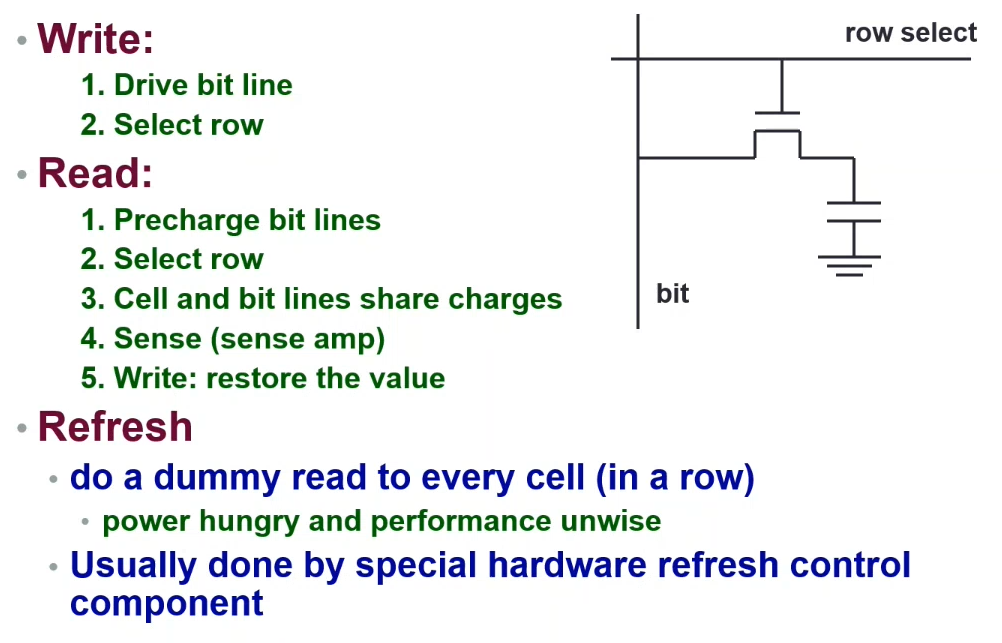 • Write:
1. Drive bit line
2. Select row
• Read:
1. Precharge bit lines
2. Select row
3. Cell and bit lines share charges
4. Sense (sense amp)
5. Write: restore the value
• Refresh
• do a dummy read to every cell (in a row)
• power hungry and performance unwise
• Usually done by special hardware refresh control
component
row select
bit